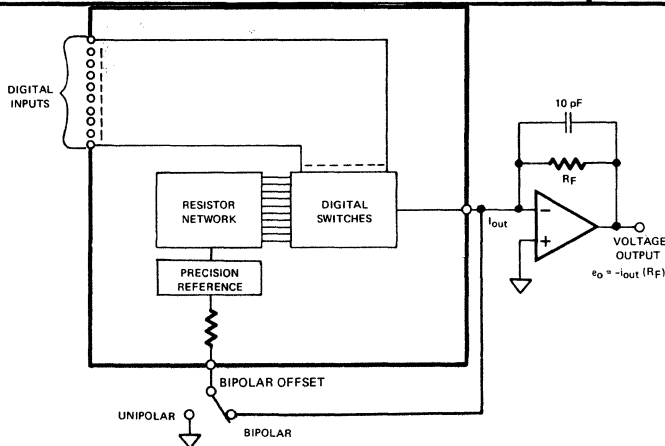 DIGITAL
INPUTS
RESISTOR
NETWORK
DIGITAL
SWITCHES
PRECISION
REFERENCE
BIPOLAR OFFSET
UNIPOLAR
BIPOLAR
Iout
10 pF
RF
−
+
VOLTAGE
OUTPUT
eo = -iout (RF)